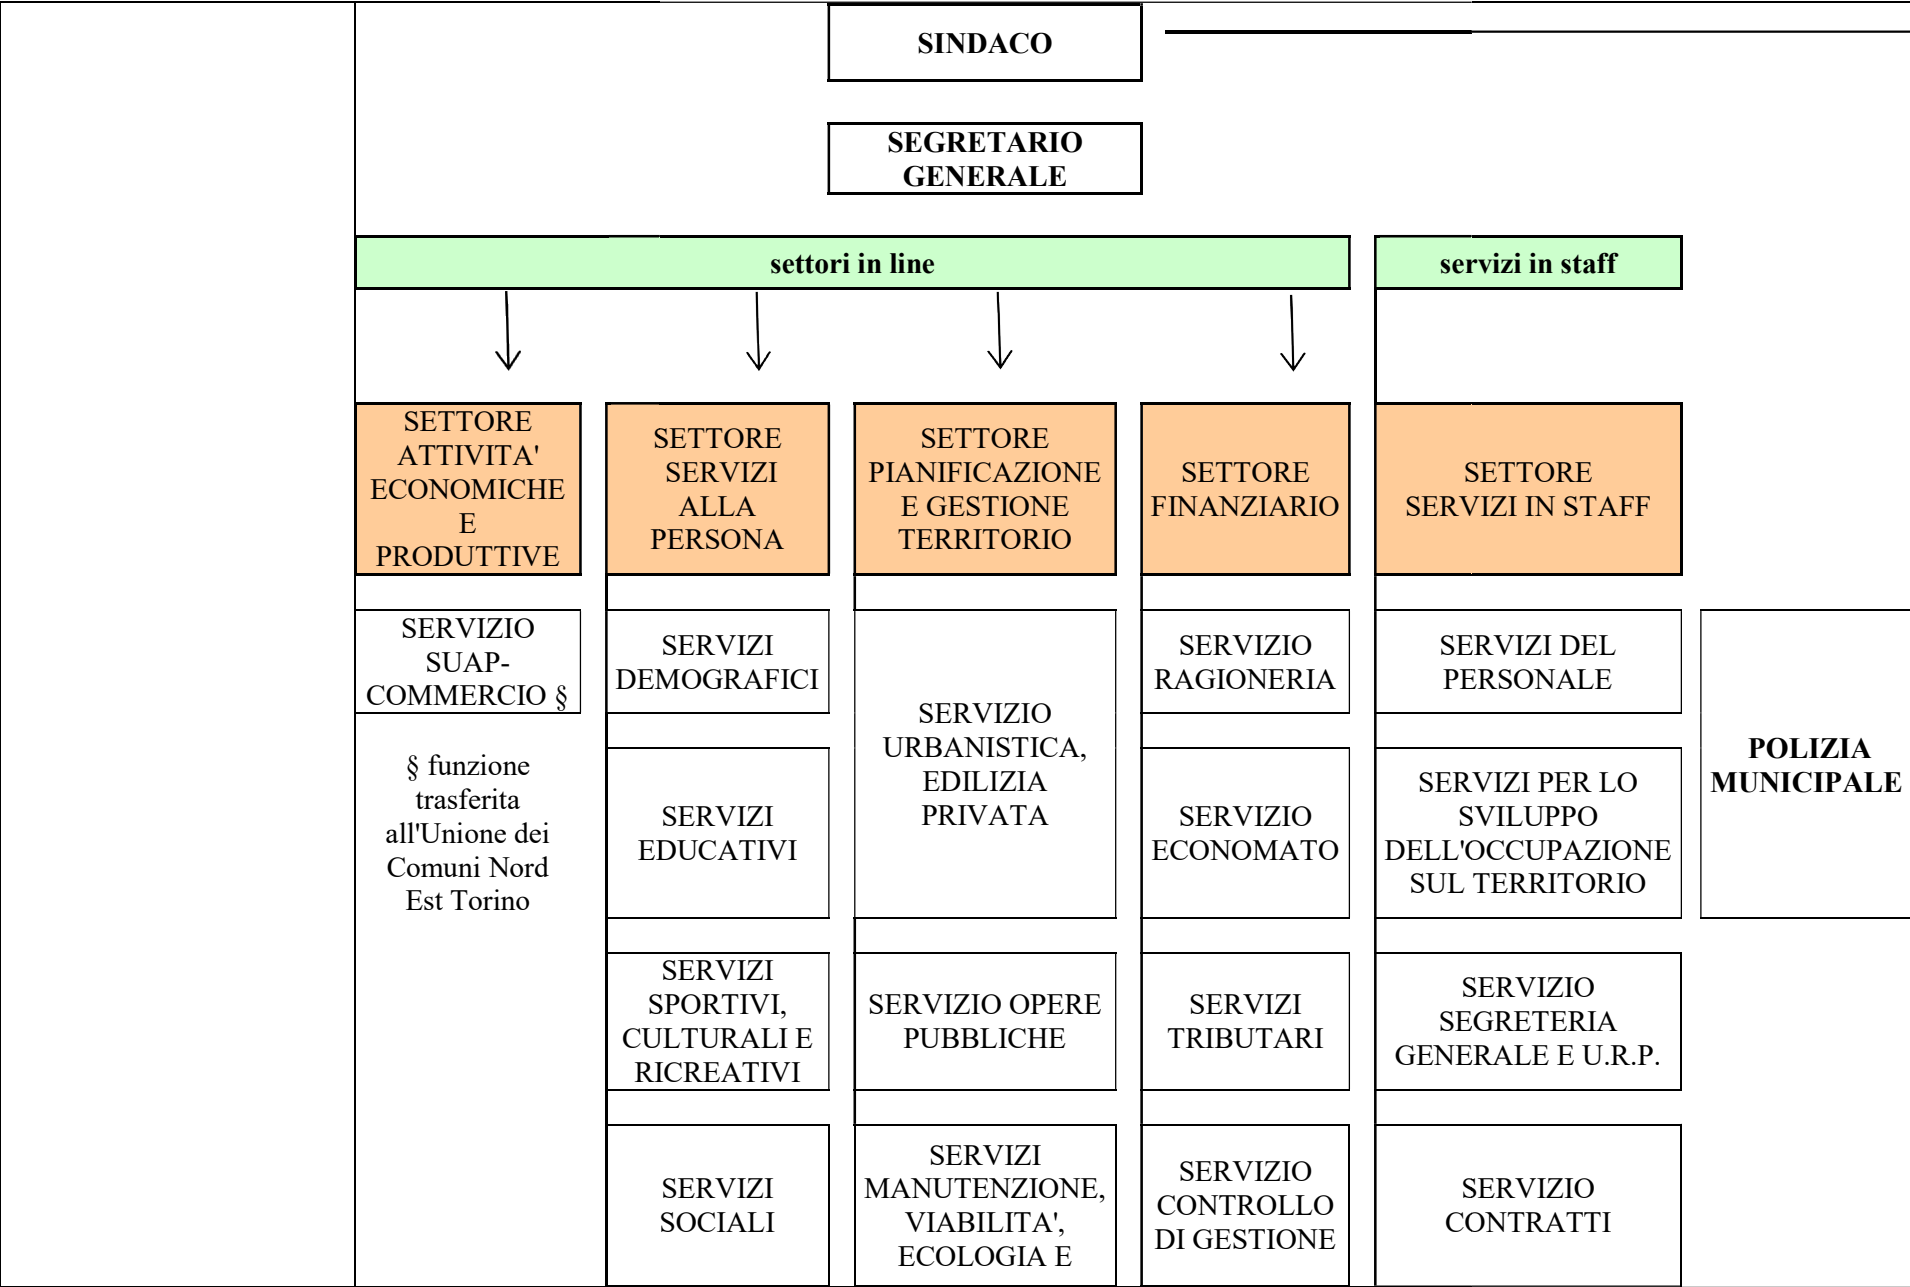 SINDACO
SEGRETARIO
GENERALE
settori in line
servizi in staff
SETTORE
ATTIVITA'
ECONOMICHE
E
PRODUTTIVE
SETTORE
SERVIZI
ALLA
PERSONA
SETTORE
PIANIFICAZIONE
E GESTIONE
TERRITORIO
SETTORE
FINANZIARIO
SETTORE
SERVIZI IN STAFF
SERVIZIO
SUAP-
COMMERCIO §
SERVIZI
DEMOGRAFICI
SERVIZIO
URBANISTICA,
EDILIZIA
PRIVATA
SERVIZIO
RAGIONERIA
SERVIZI DEL
PERSONALE
POLIZIA
MUNICIPALE
§ funzione
trasferita
all'Unione dei
Comuni Nord
Est Torino
SERVIZI
EDUCATIVI
SERVIZIO
ECONOMATO
SERVIZI PER LO
SVILUPPO
DELL'OCCUPAZIONE
SUL TERRITORIO
SERVIZI
SPORTIVI,
CULTURALI E
RICREATIVI
SERVIZIO OPERE
PUBBLICHE
SERVIZI
TRIBUTARI
SERVIZIO
SEGRETERIA
GENERALE E U.R.P.
SERVIZI
SOCIALI
SERVIZI
MANUTENZIONE,
VIABILITA',
ECOLOGIA E
SERVIZIO
CONTROLLO
DI GESTIONE
SERVIZIO
CONTRATTI